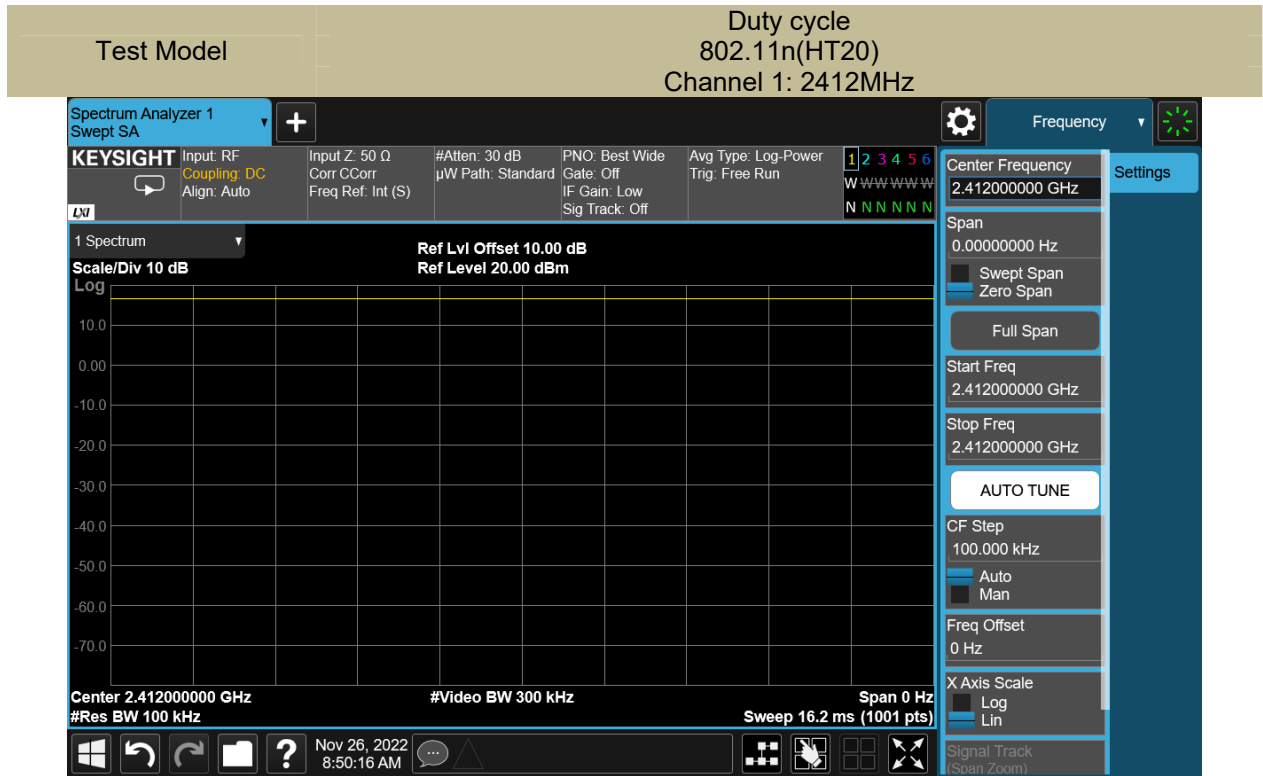 Test Model
Duty cycle
802.11n(HT20)
Channel 1: 2412MHz
Spectrum Analyzer 1
Swept SA
Frequency
KEYSIGHT
LXI
Input: RF
Coupling: DC
Align: Auto
Input Z: 50 Ω
Corr CCorr
Freq Ref: Int (S)
#Atten: 30 dB
µW Path: Standard
PNO: Best Wide
Gate: Off
IF Gain: Low
Sig Track: Off
Avg Type: Log-Power
Trig: Free Run
1 2 3 4 5 6
W W W W W W
N N N N N N
1 Spectrum
Scale/Div 10 dB
Log
Ref Lvl Offset 10.00 dB
Ref Level 20.00 dBm
10.0
0.00
-10.0
-20.0
-30.0
-40.0
-50.0
-60.0
-70.0
Center 2.412000000 GHz
#Res BW 100 kHz
#Video BW 300 kHz
Span 0 Hz
Sweep 16.2 ms (1001 pts)
Center Frequency
2.412000000 GHz
Settings
Span
0.00000000 Hz
Swept Span
Zero Span
Full Span
Start Freq
2.412000000 GHz
Stop Freq
2.412000000 GHz
AUTO TUNE
CF Step
100.000 kHz
Auto
Man
Freq Offset
0 Hz
X Axis Scale
Log
Lin
Signal Track
(Span Zoom)
?
Nov 26, 2022
8:50:16 AM